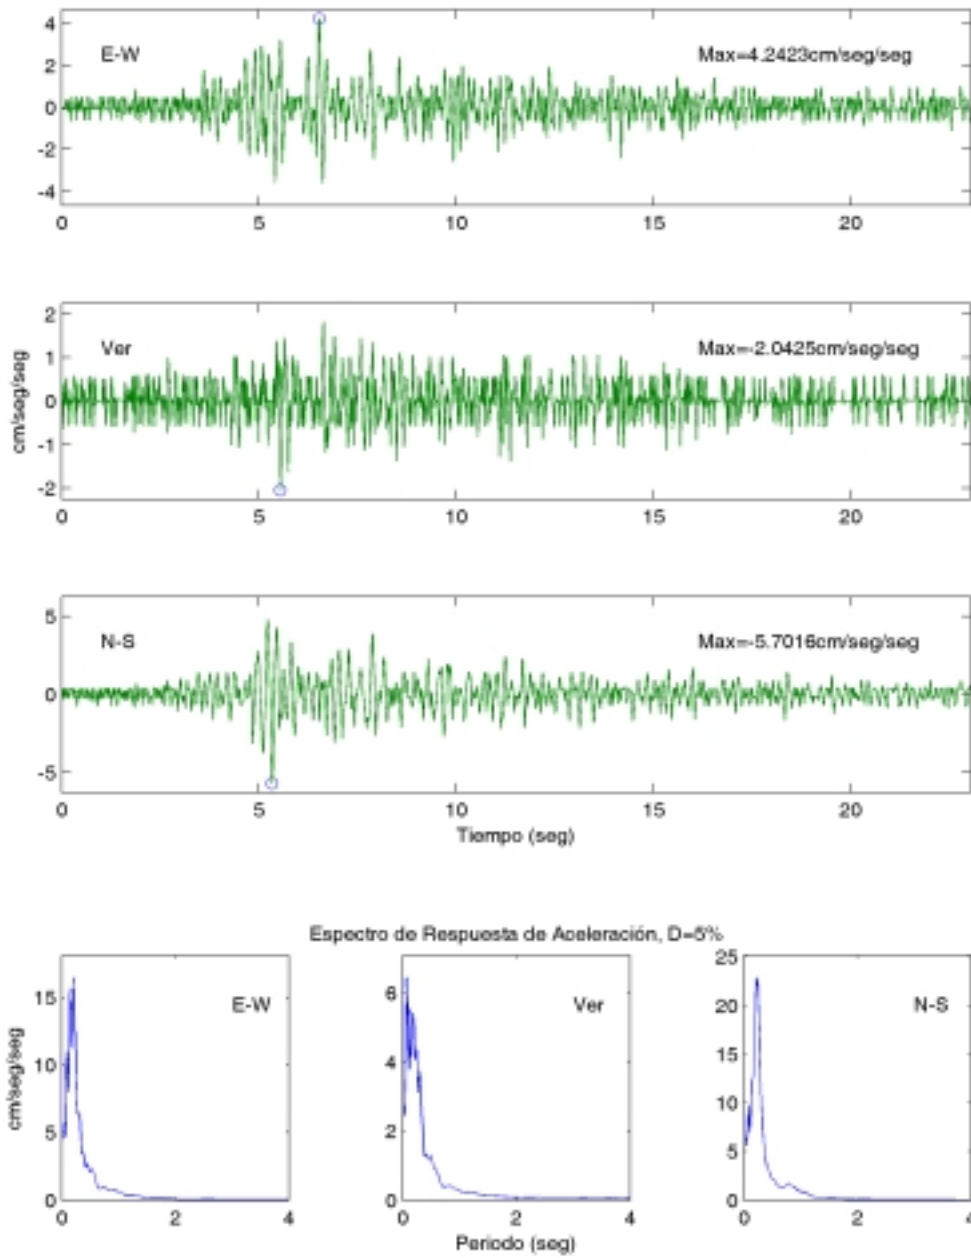 4
2
0
-2
-4
E-W
Max=4.2423cm/seg/seg
0 5 10 15 20
cm/seg/seg
2
1
0
-1
-2
Ver
Max=-2.0425cm/seg/seg
0 5 10 15 20
5
0
-5
N-S
Max=-5.7016cm/seg/seg
0 5 10 15 20
Tiempo (seg)
Espectro de Respuesta de Aceleración, D=5%
cm/seg/seg
15
10
5
0
E-W
0 2 4
6
4
2
0
Ver
0 2 4
Periodo (seg)
25
20
15
10
5
0
N-S
0 2 4